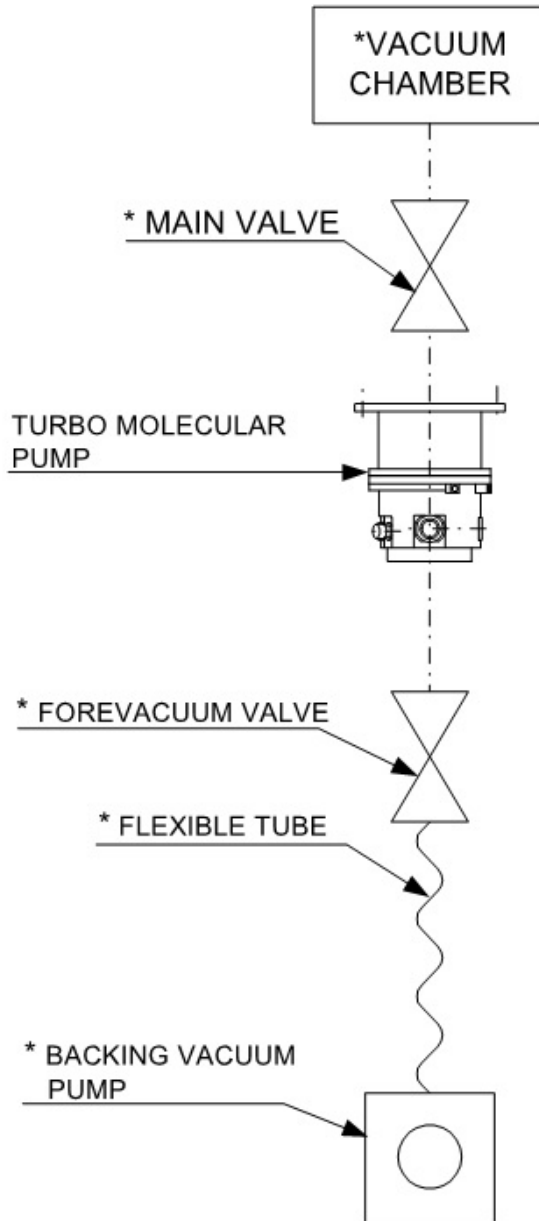 *VACUUM
CHAMBER
* MAIN VALVE
TURBO MOLECULAR
PUMP
* FOREVACUUM VALVE
* FLEXIBLE TUBE
* BACKING VACUUM
PUMP